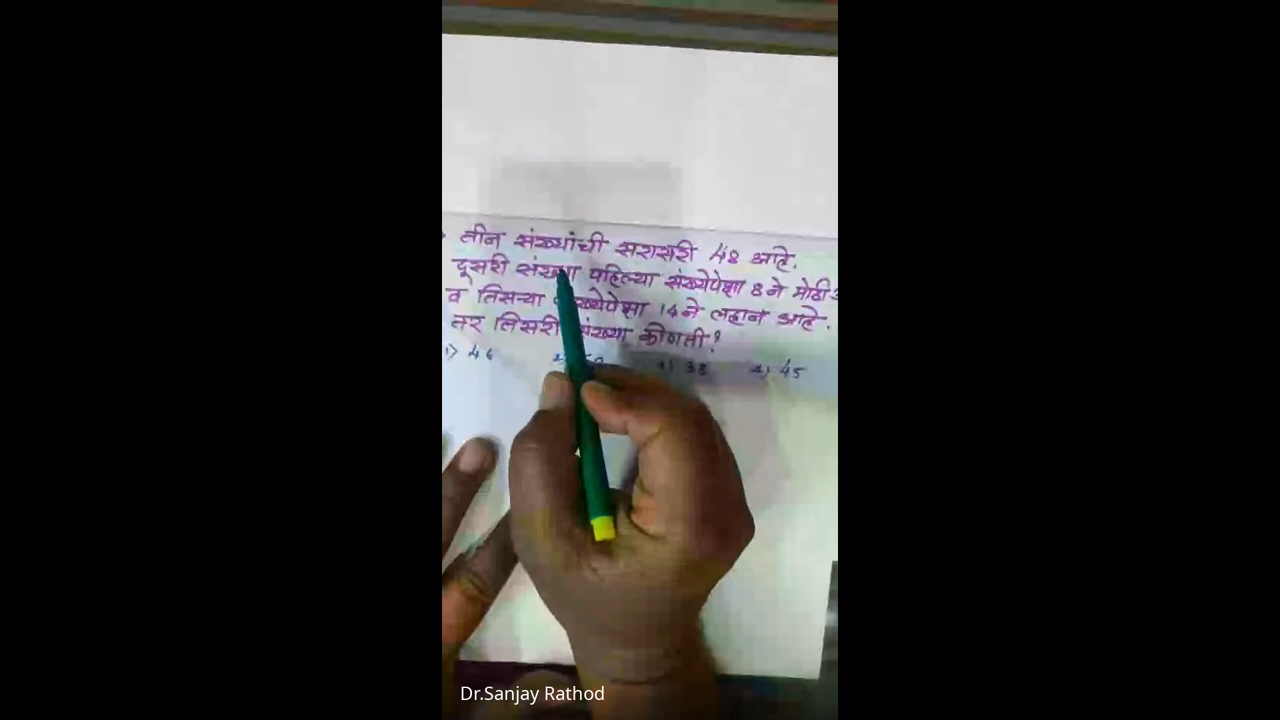 तीन संख्यांची सरासरी 48 आहे.
दूसरी संख्या पहिल्या संख्येपेक्षा 8 ने मोठी
व तिसऱ्या संख्येपेक्षा 14 ने लहान आहे.
तर तिसरी संख्या कोणती?
1) 46 38 4) 45
Dr.Sanjay Rathod